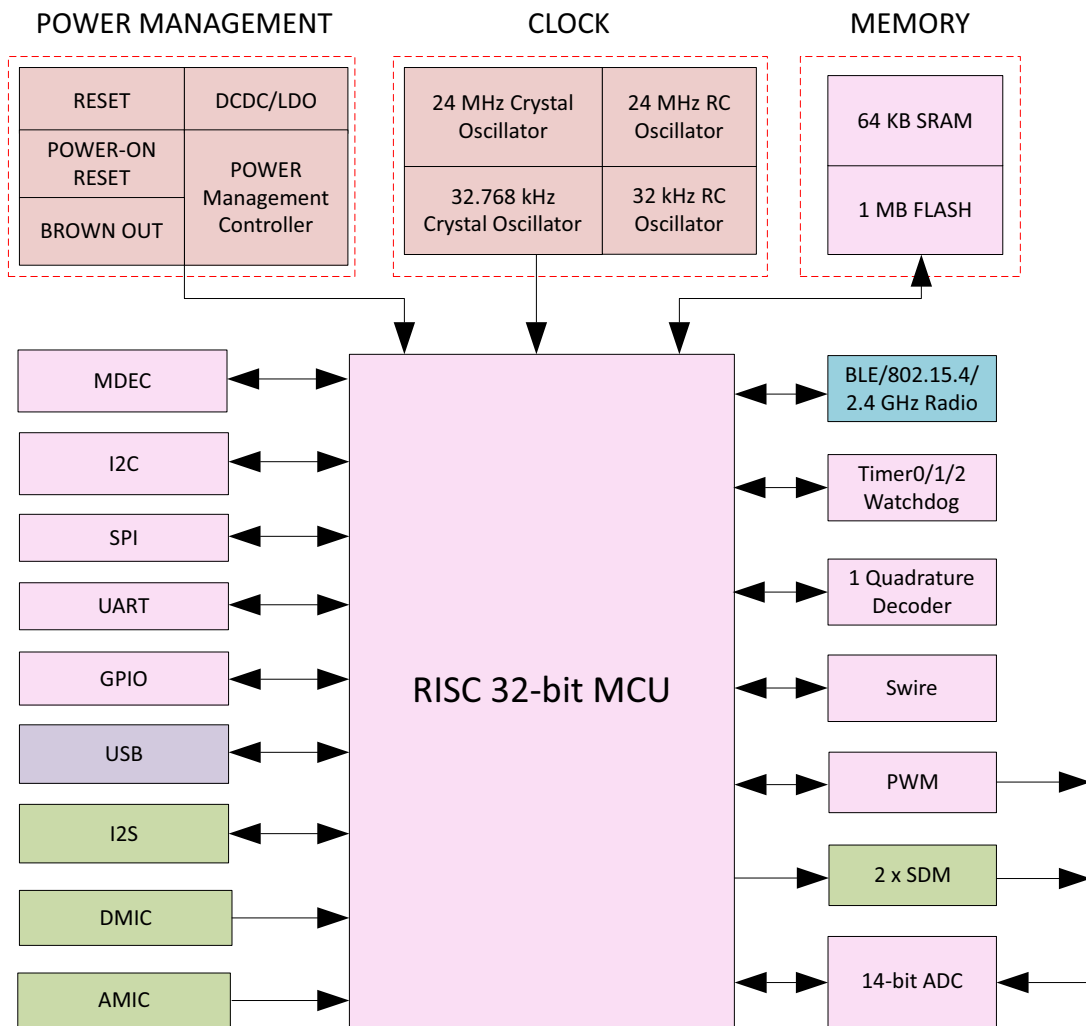 POWER MANAGEMENT
CLOCK
MEMORY
RESET
DCDC/LDO
POWER-ON
RESET
BROWN OUT
POWER
Management
Controller
24 MHz Crystal
Oscillator
24 MHz RC
Oscillator
32.768 kHz
Crystal Oscillator
32 kHz RC
Oscillator
64 KB SRAM
1 MB FLASH
MDEC
I2C
SPI
UART
GPIO
USB
I2S
DMIC
AMIC
RISC 32-bit MCU
BLE/802.15.4/
2.4 GHz Radio
Timer0/1/2
Watchdog
1 Quadrature
Decoder
Swire
PWM
2 x SDM
14-bit ADC